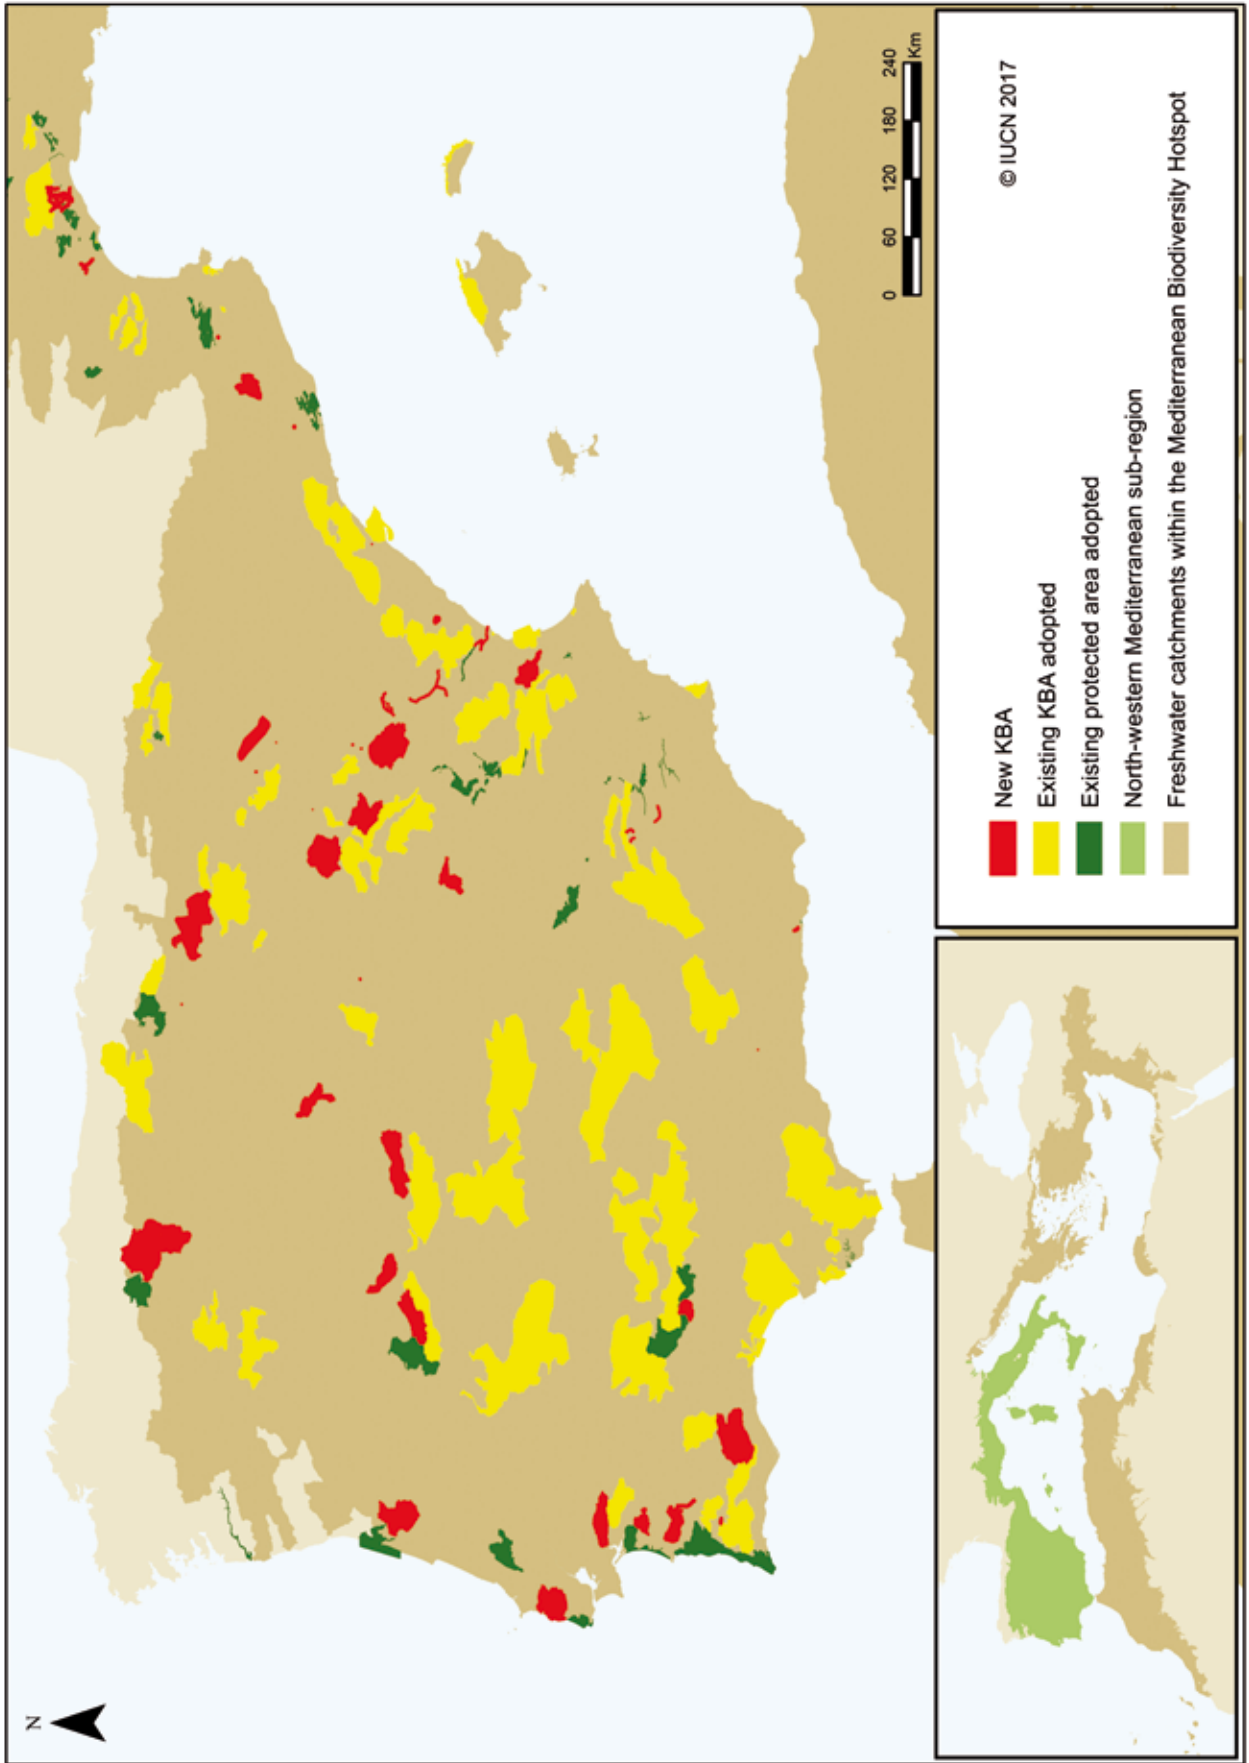 N
0 60 120 180 240
Km
© IUCN 2017
New KBA
Existing KBA adopted
Existing protected area adopted
North-western Mediterranean sub-region
Freshwater catchments within the Mediterranean Biodiversity Hotspot